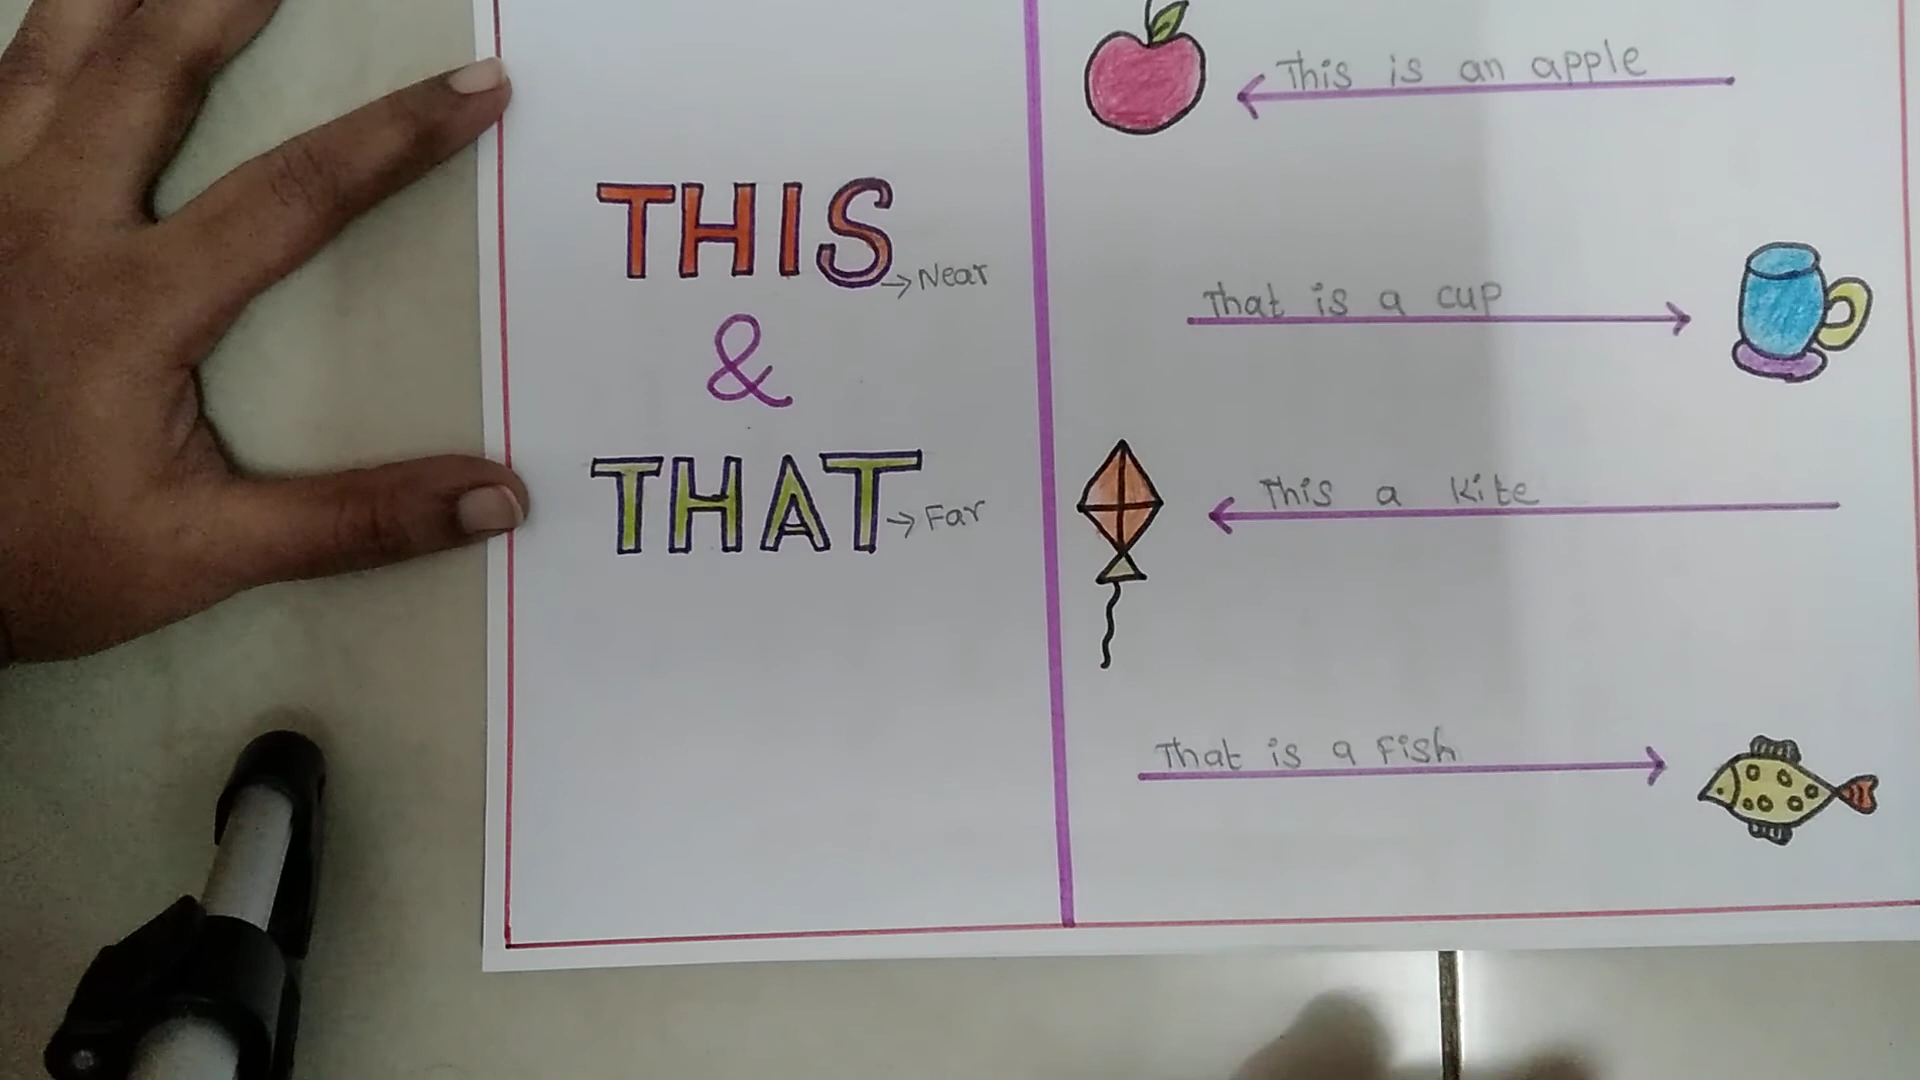 THIS
→ Near
&
THAT
→ Far
This is an apple
That is a cup
This a kite
That is a Fish